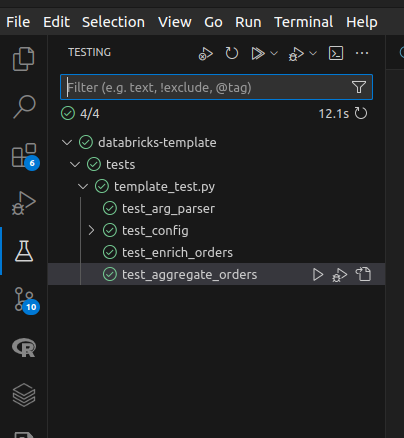 File Edit Selection View Go Run Terminal Help
TESTING
Filter (e.g. text, !exclude, @tag)
4/4 12.1s
databricks-template
tests
template_test.py
test_arg_parser
test_config
test_enrich_orders
test_aggregate_orders
6
10
R